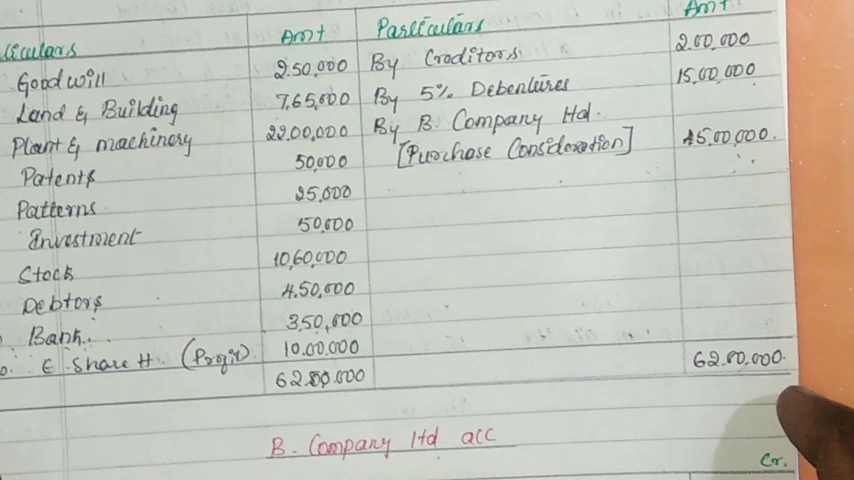 ticulars Amt Particulars Amt
Goodwill 2,50,000 By Creditors 2,00,000
Land & Building 7,65,000 By 5% Debentures 15,00,000
Plant & machinery 22,00,000 By B. Company Ltd.
Patents 50,000 [Purchase Consideration] 45,00,000.
Patterns 25,000
Investment 50,000
Stock 10,60,000
Debtors 4,50,000
Bank. 3,50,000
o. E Share H. (Profit) 10,00,000
62,00,000 62,00,000.
B. Company ltd acc
Cr.